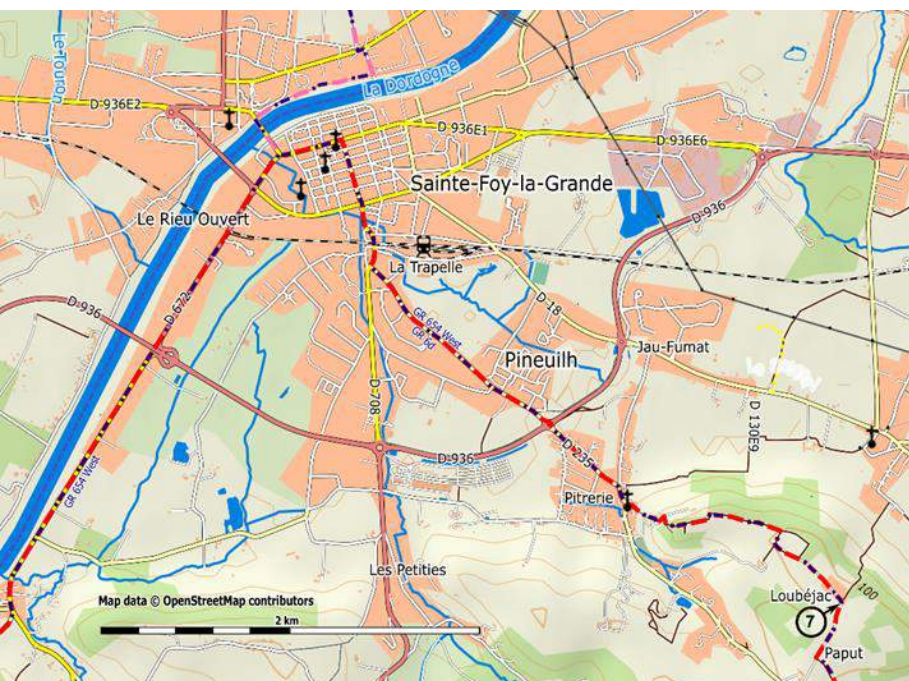 Le Touron
La Dordogne
D 936E2
D 936E1
D 936E6
Sainte-Foy-la-Grande
Le Rieu Ouvert
D 936
La Trapelle
D 672
D 936
D-18
GR 654 West
GR 6d
Jau-Fumat
Pineuilh
D 708
D 130E9
D 936
D-235
GR 654 West
Pitrerie
Les Petities
Loubéjac
100
7
Map data © OpenStreetMap contributors
2 km
Paput